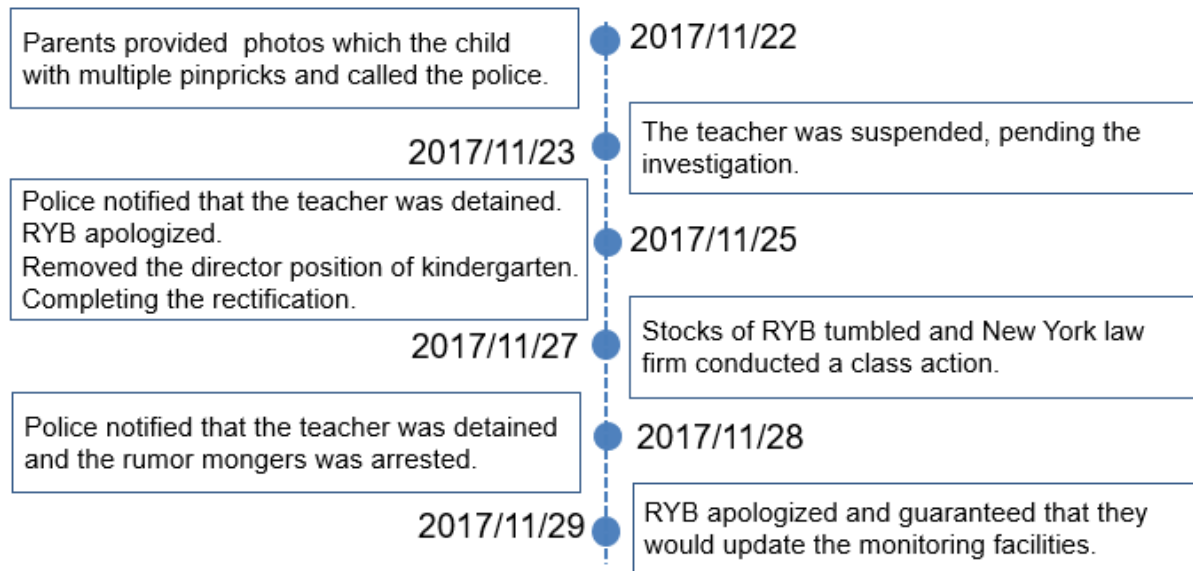 Parents provided photos which the child
with multiple pinpricks and called the police.
2017/11/22
2017/11/23
The teacher was suspended, pending the
investigation.
Police notified that the teacher was detained.
RYB apologized.
Removed the director position of kindergarten.
Completing the rectification.
2017/11/25
2017/11/27
Stocks of RYB tumbled and New York law
firm conducted a class action.
Police notified that the teacher was detained
and the rumor mongers was arrested.
2017/11/28
2017/11/29
RYB apologized and guaranteed that they
would update the monitoring facilities.